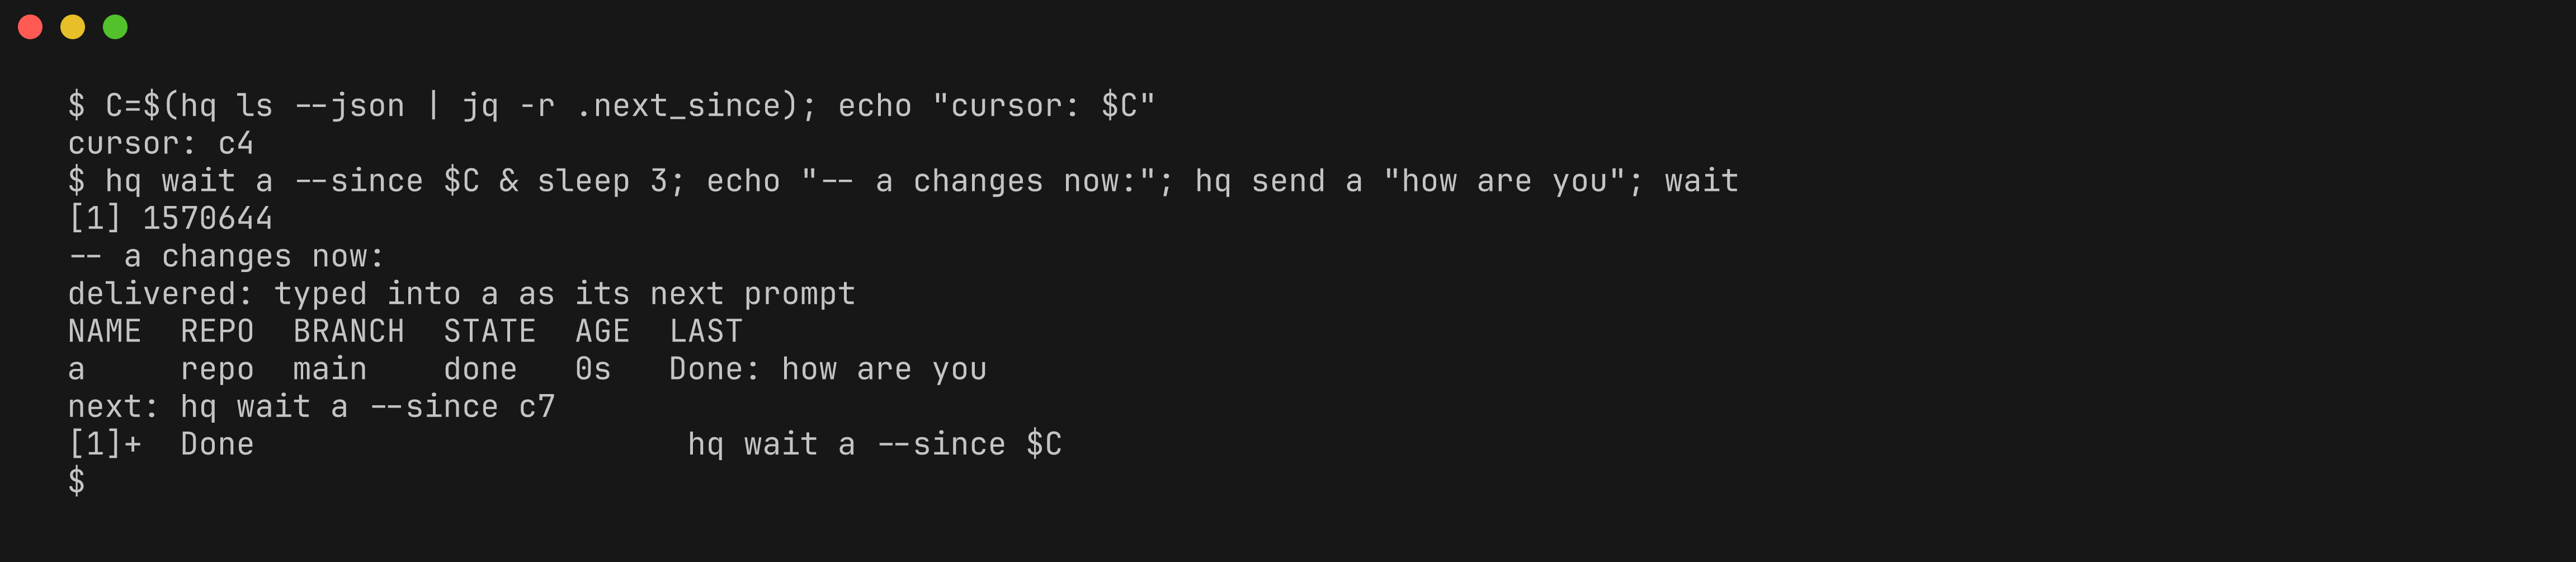 $ C=$(hq ls --json | jq -r .next_since); echo "cursor: $C"
cursor: c4
$ hq wait a --since $C & sleep 3; echo "-- a changes now:"; hq send a "how are you"; wait
[1] 1570644
-- a changes now:
delivered: typed into a as its next prompt
NAME  REPO  BRANCH  STATE  AGE  LAST
a     repo  main    done   0s   Done: how are you
next: hq wait a --since c7
[1]+  Done                       hq wait a --since $C
$